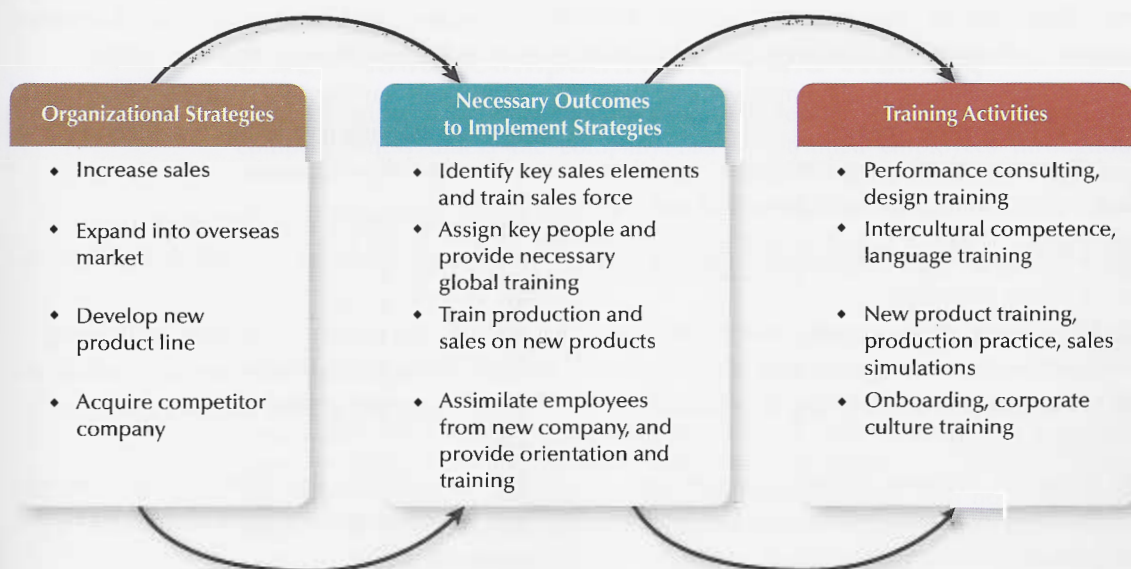 Organizational Strategies
◆ Increase sales
◆ Expand into overseas
market
◆ Develop new
product line
◆ Acquire competitor
company
Necessary Outcomes
to Implement Strategies
◆ Identify key sales elements
and train sales force
◆ Assign key people and
provide necessary
global training
◆ Train production and
sales on new products
◆ Assimilate employees
from new company, and
provide orientation and
training
Training Activities
◆ Performance consulting,
design training
◆ Intercultural competence,
language training
◆ New product training,
production practice, sales
simulations
◆ Onboarding, corporate
culture training